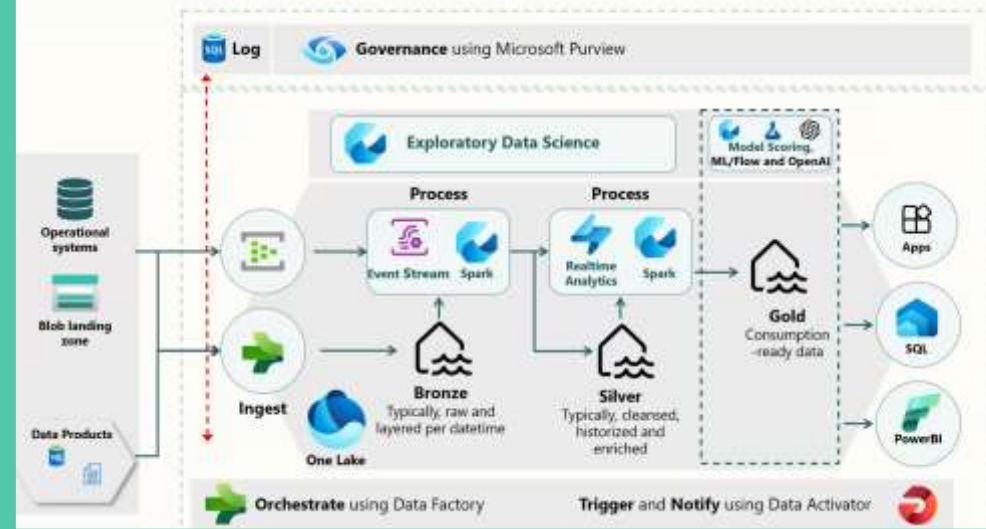 SQL Log
Governance using Microsoft Purview
Exploratory Data Science
Model Scoring,
ML/Flow and OpenAI
Operational
systems
Blob landing
zone
Data Products
Ingest
Process
Event Stream
Spark
Process
Realtime
Analytics
Spark
Bronze
Typically, raw and
layered per datetime
One Lake
Silver
Typically, cleansed,
historized and
enriched
Gold
Consumption
-ready data
Apps
SQL
PowerBI
Orchestrate using Data Factory
Trigger and Notify using Data Activator